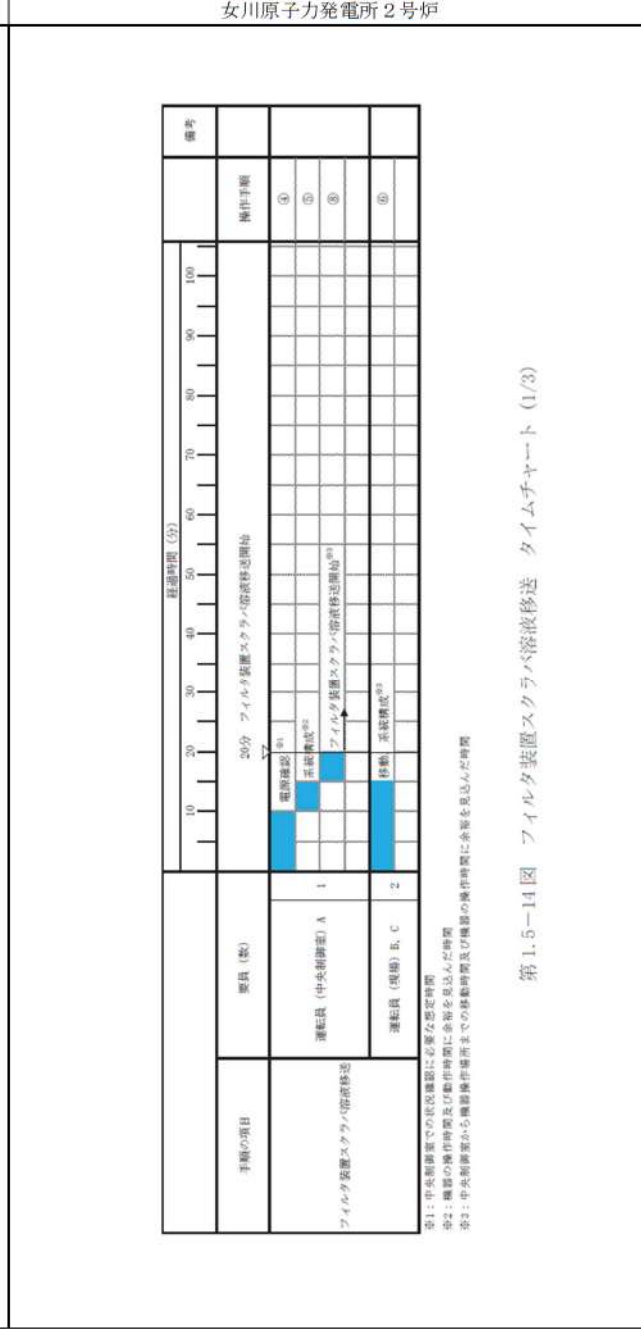 女川原子力発電所2号炉
経過時間（分）
10 20 30 40 50 60 70 80 90 100
備考
手順の項目
要員（数）
20分 フィルタ装置スクラバ溶液移送開始
操作手順
フィルタ装置スクラバ溶液移送
運転員（中央制御室）A
1
電源確認※1
④
系統構成※2
⑤
フィルタ装置スクラバ溶液移送開始※2
⑧
運転員（現場）B，C
2
移動，系統構成※3
⑥
※1：中央制御室での状況確認に必要な想定時間
※2：機器の操作時間及び動作時間に余裕を見込んだ時間
※3：中央制御室から機器操作場所までの移動時間及び機器の操作時間に余裕を見込んだ時間
第1.5－14図 フィルタ装置スクラバ溶液移送 タイムチャート（1/3）